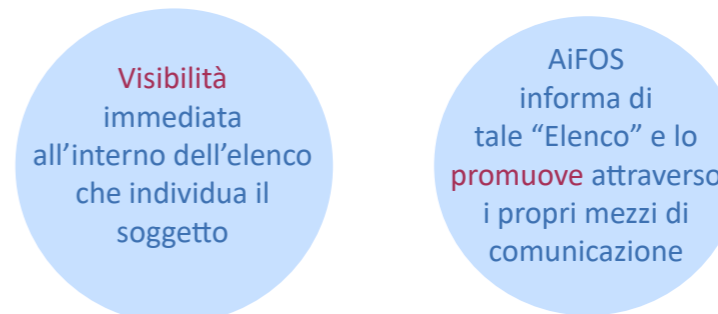 Visibilità
immediata
all’interno dell’elenco
che individua il
soggetto
AiFOS
informa di
tale “Elenco” e lo
promuove attraverso
i propri mezzi di
comunicazione